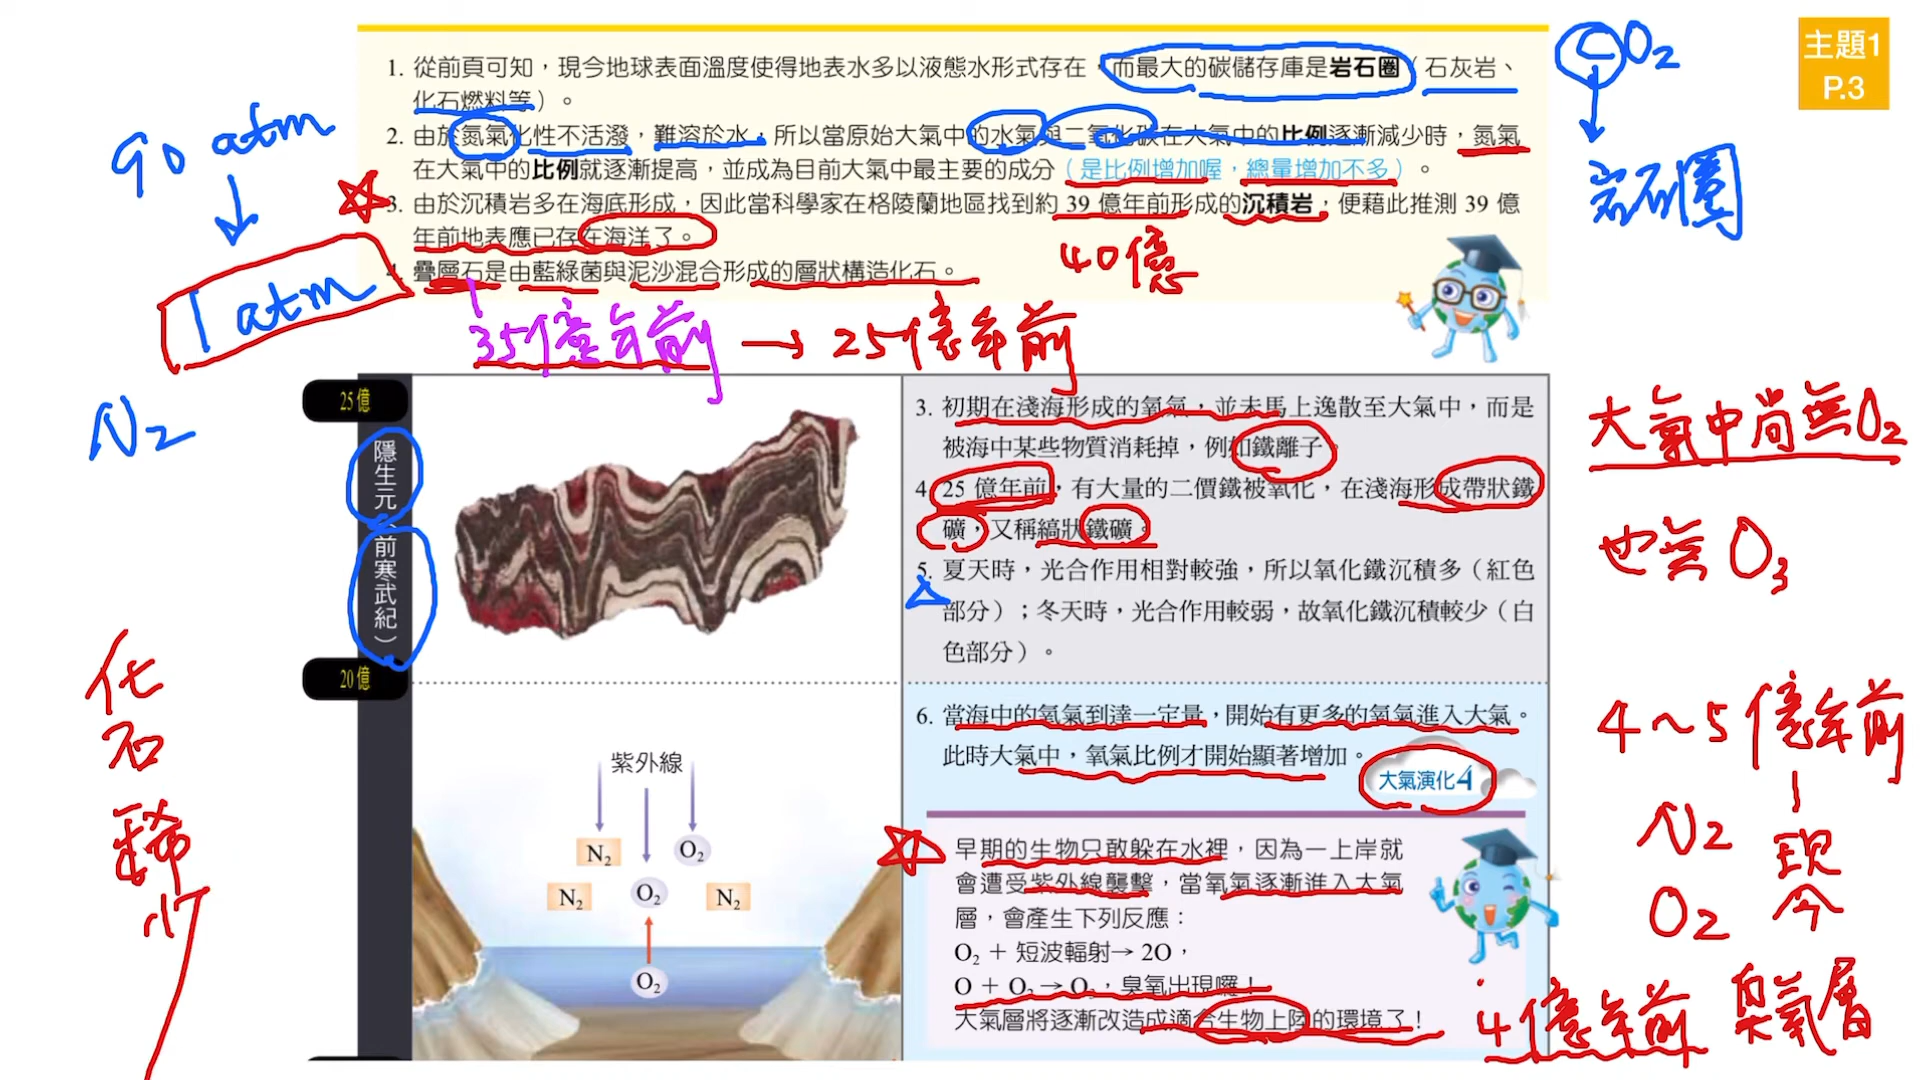 主題1
P.3
CO₂
岩石圈
90 atm
1 atm
N₂
1. 從前頁可知，現今地球表面溫度使得地表水多以液態水形式存在，而最大的碳儲存庫是岩石圈（石灰岩、
化石燃料等）。
2. 由於氮氣化性不活潑，難溶於水，所以當原始大氣中的水氣與二氧化碳在大氣中的比例逐漸減少時，氮氣
在大氣中的比例就逐漸提高，並成為目前大氣中最主要的成分（是比例增加喔，總量增加不多）。
3. 由於沉積岩多在海底形成，因此當科學家在格陵蘭地區找到約 39 億年前形成的沉積岩，便藉此推測 39 億
年前地表應已存在海洋了。
40億
4. 疊層石是由藍綠菌與泥沙混合形成的層狀構造化石。
35億年前 → 25億年前
25億
隱生元（前寒武紀）
20億
化石稀少
3. 初期在淺海形成的氧氣，並未馬上逸散至大氣中，而是
被海中某些物質消耗掉，例如鐵離子。
4. 25 億年前，有大量的二價鐵被氧化，在淺海形成帶狀鐵
礦，又稱縞狀鐵礦。
5. 夏天時，光合作用相對較強，所以氧化鐵沉積多（紅色
部分）；冬天時，光合作用較弱，故氧化鐵沉積較少（白
色部分）。
大氣中尚無O₂
也無 O₃
6. 當海中的氧氣到達一定量，開始有更多的氧氣進入大氣。
此時大氣中，氧氣比例才開始顯著增加。
大氣演化4
紫外線
N₂
O₂
N₂
O₂
N₂
O₂
早期的生物只敢躲在水裡，因為一上岸就
會遭受紫外線襲擊，當氧氣逐漸進入大氣
層，會產生下列反應：
O₂ + 短波輻射→ 2O，
O + O₂ → O₃，臭氧出現囉！
大氣層將逐漸改造成適合生物上陸的環境了！
4~5億年前
現今
N₂
O₂
4億年前 臭氧層